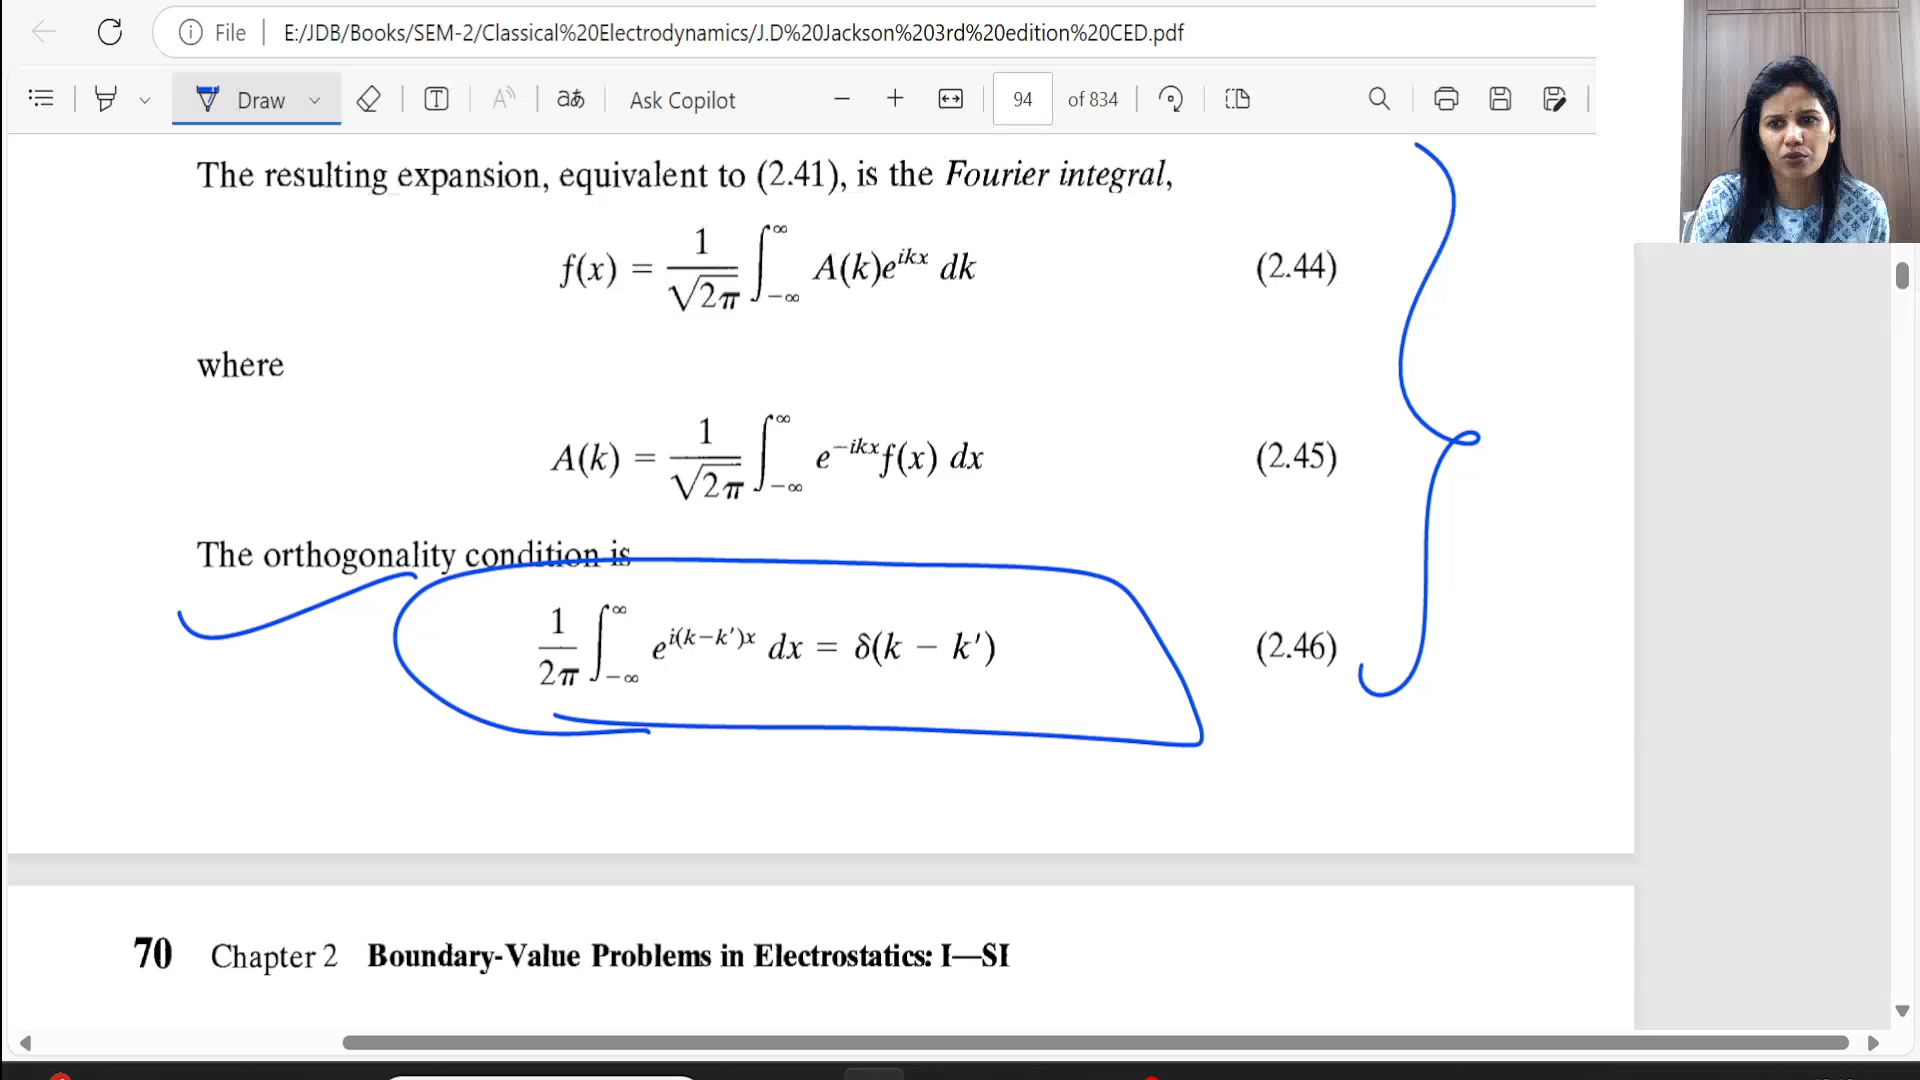 File E:/JDB/Books/SEM-2/Classical%20Electrodynamics/J.D%20Jackson%203rd%20edition%20CED.pdf
Draw T A aあ Ask Copilot 94 of 834
The resulting expansion, equivalent to (2.41), is the Fourier integral,
f(x) = 1/√2π ∫_{-∞}^{∞} A(k)e^{ikx} dk (2.44)
where
A(k) = 1/√2π ∫_{-∞}^{∞} e^{-ikx} f(x) dx (2.45)
The orthogonality condition is
1/2π ∫_{-∞}^{∞} e^{i(k-k')x} dx = δ(k − k') (2.46)
70 Chapter 2 Boundary-Value Problems in Electrostatics: I—SI